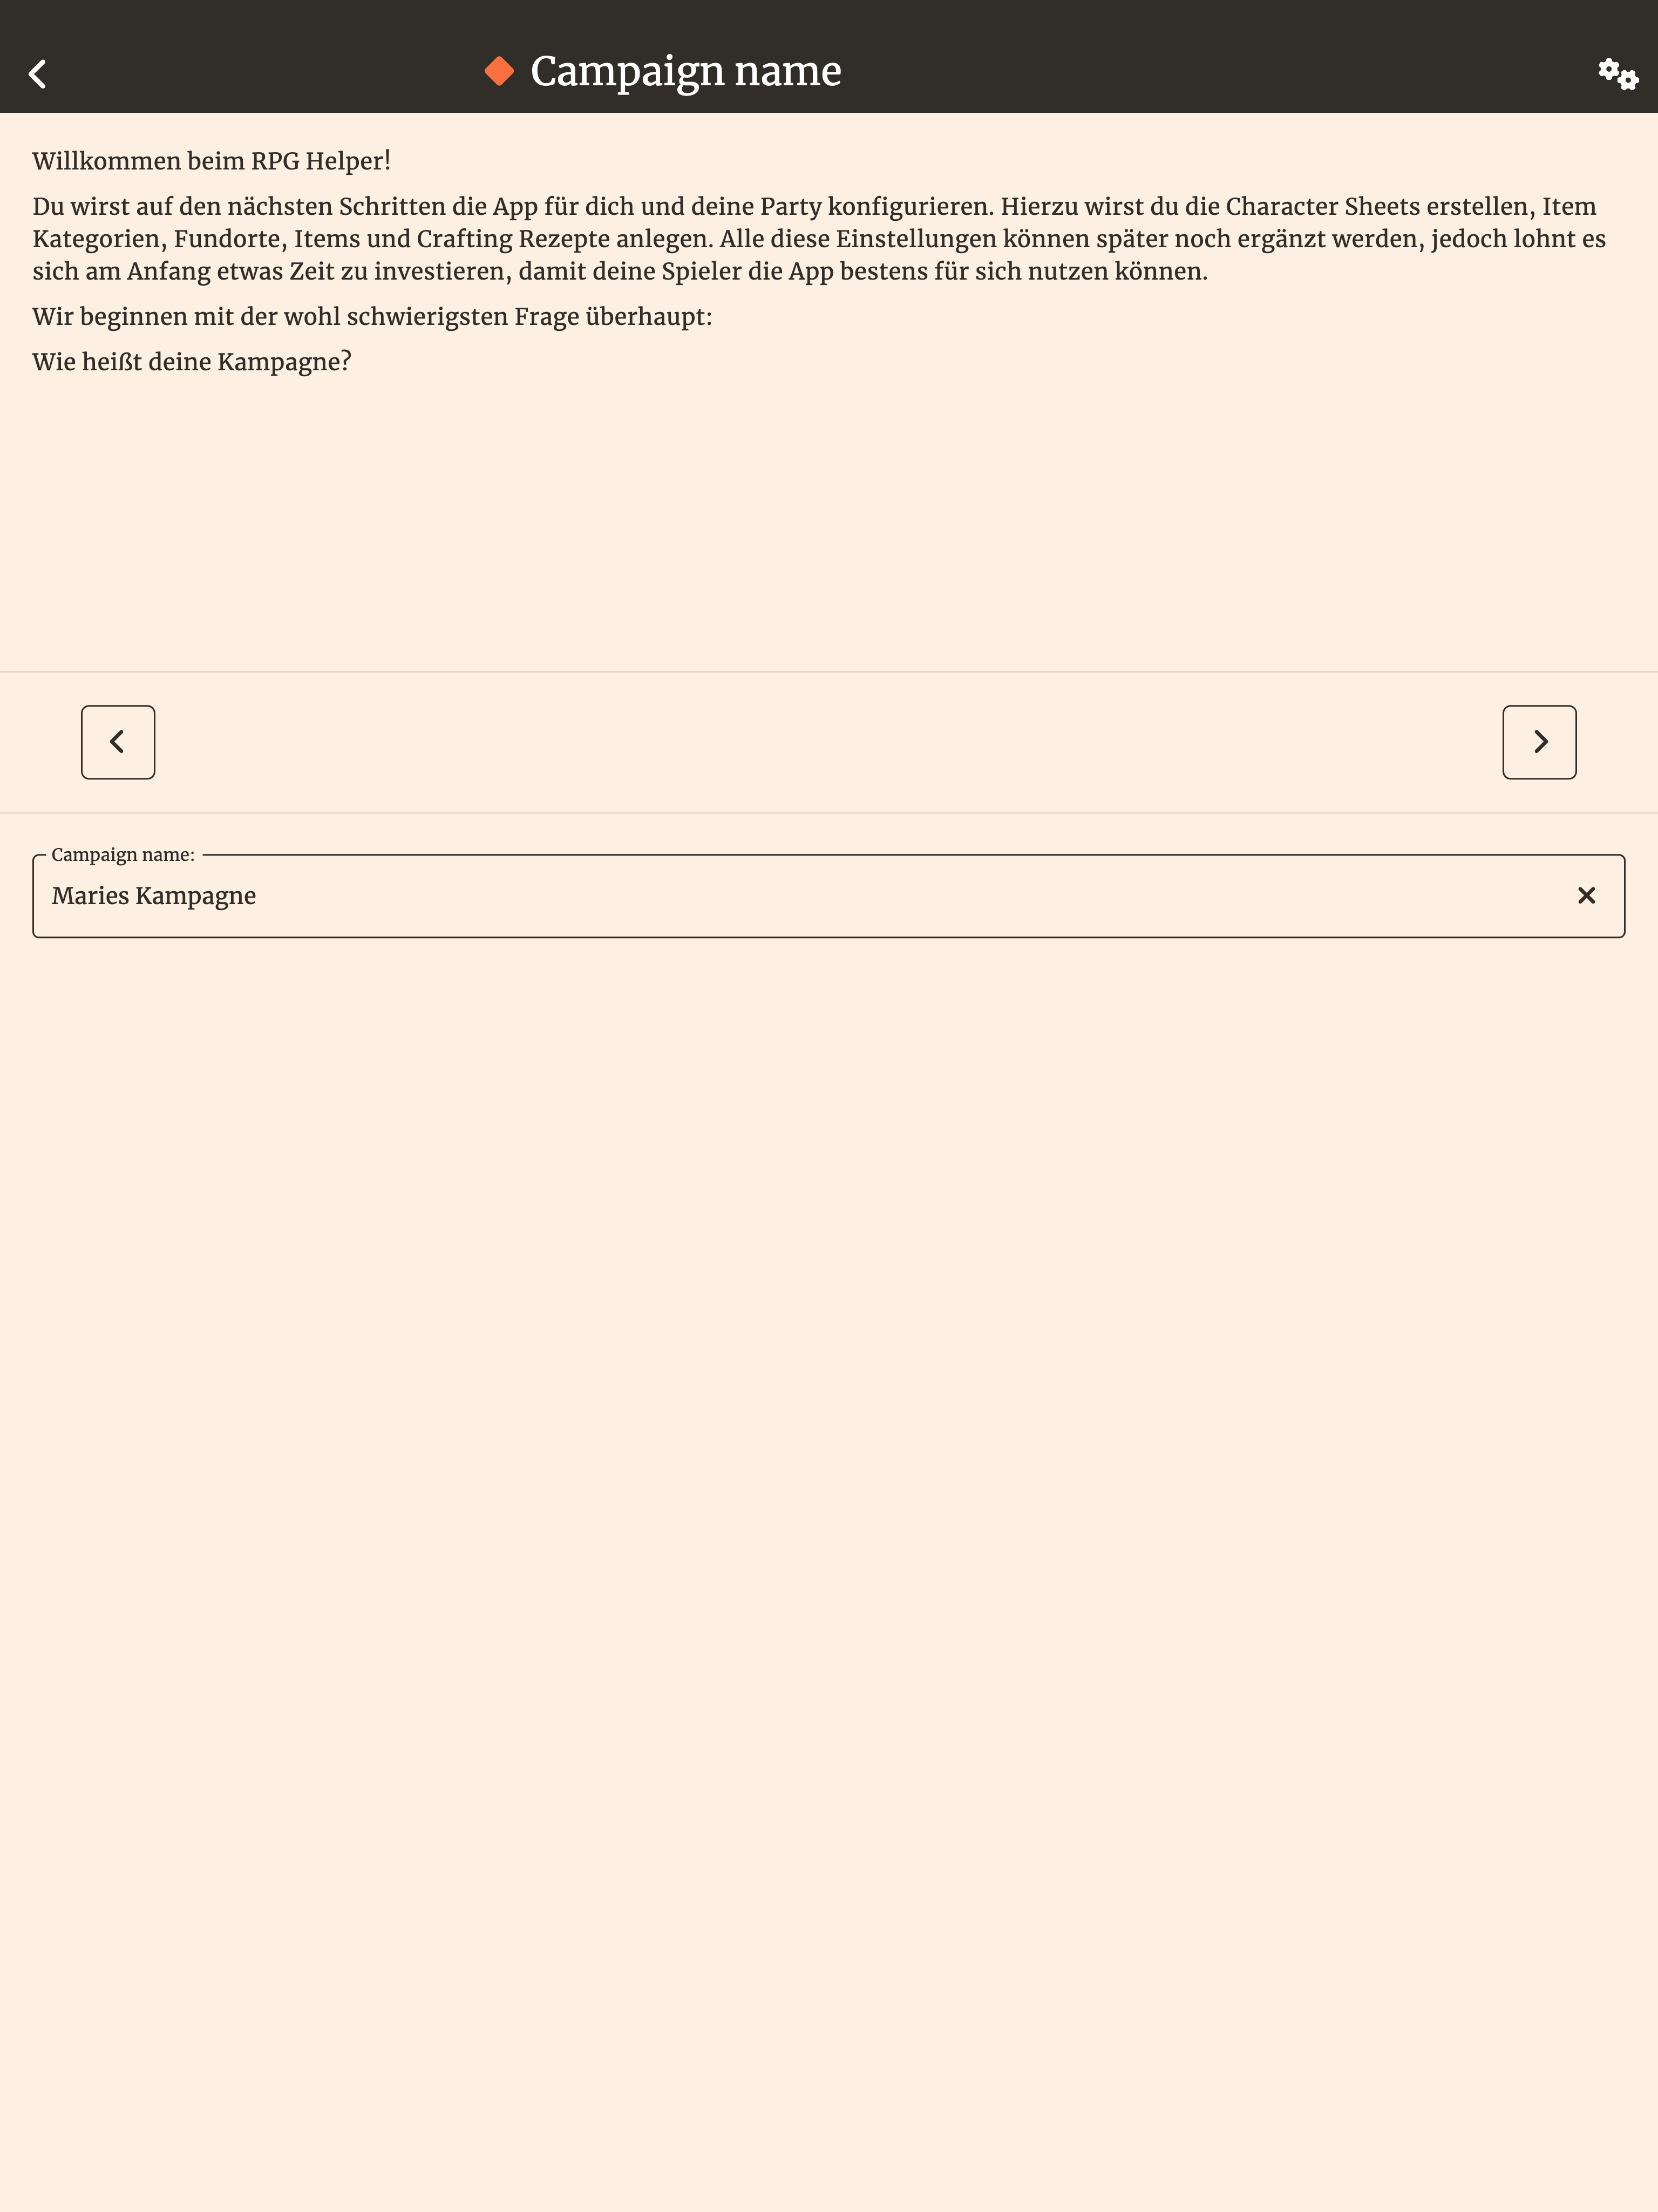 Campaign name
Willkommen beim RPG Helper!
Du wirst auf den nächsten Schritten die App für dich und deine Party konfigurieren. Hierzu wirst du die Character Sheets erstellen, Item
Kategorien, Fundorte, Items und Crafting Rezepte anlegen. Alle diese Einstellungen können später noch ergänzt werden, jedoch lohnt es
sich am Anfang etwas Zeit zu investieren, damit deine Spieler die App bestens für sich nutzen können.
Wir beginnen mit der wohl schwierigsten Frage überhaupt:
Wie heißt deine Kampagne?
Campaign name:
Maries Kampagne